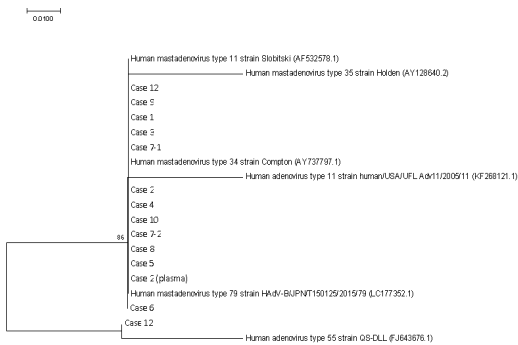 0.0100
Human mastadenovirus type 11 strain Slobitski (AF532578.1)
Human mastadenovirus type 35 strain Holden (AY128640.2)
Case 12
Case 9
Case 1
Case 3
Case 7-1
Human mastadenovirus type 34 strain Compton (AY737797.1)
Human adenovirus type 11 strain human/USA/UFL Adv11/2005/11 (KF268121.1)
Case 2
Case 4
Case 10
Case 7-2
86
Case 8
Case 5
Case 2 (plasma)
Human mastadenovirus type 79 strain HAdV-B/JPN/T150125/2015/79 (LC177352.1)
Case 6
Case 12
Human adenovirus type 55 strain QS-DLL (FJ643676.1)